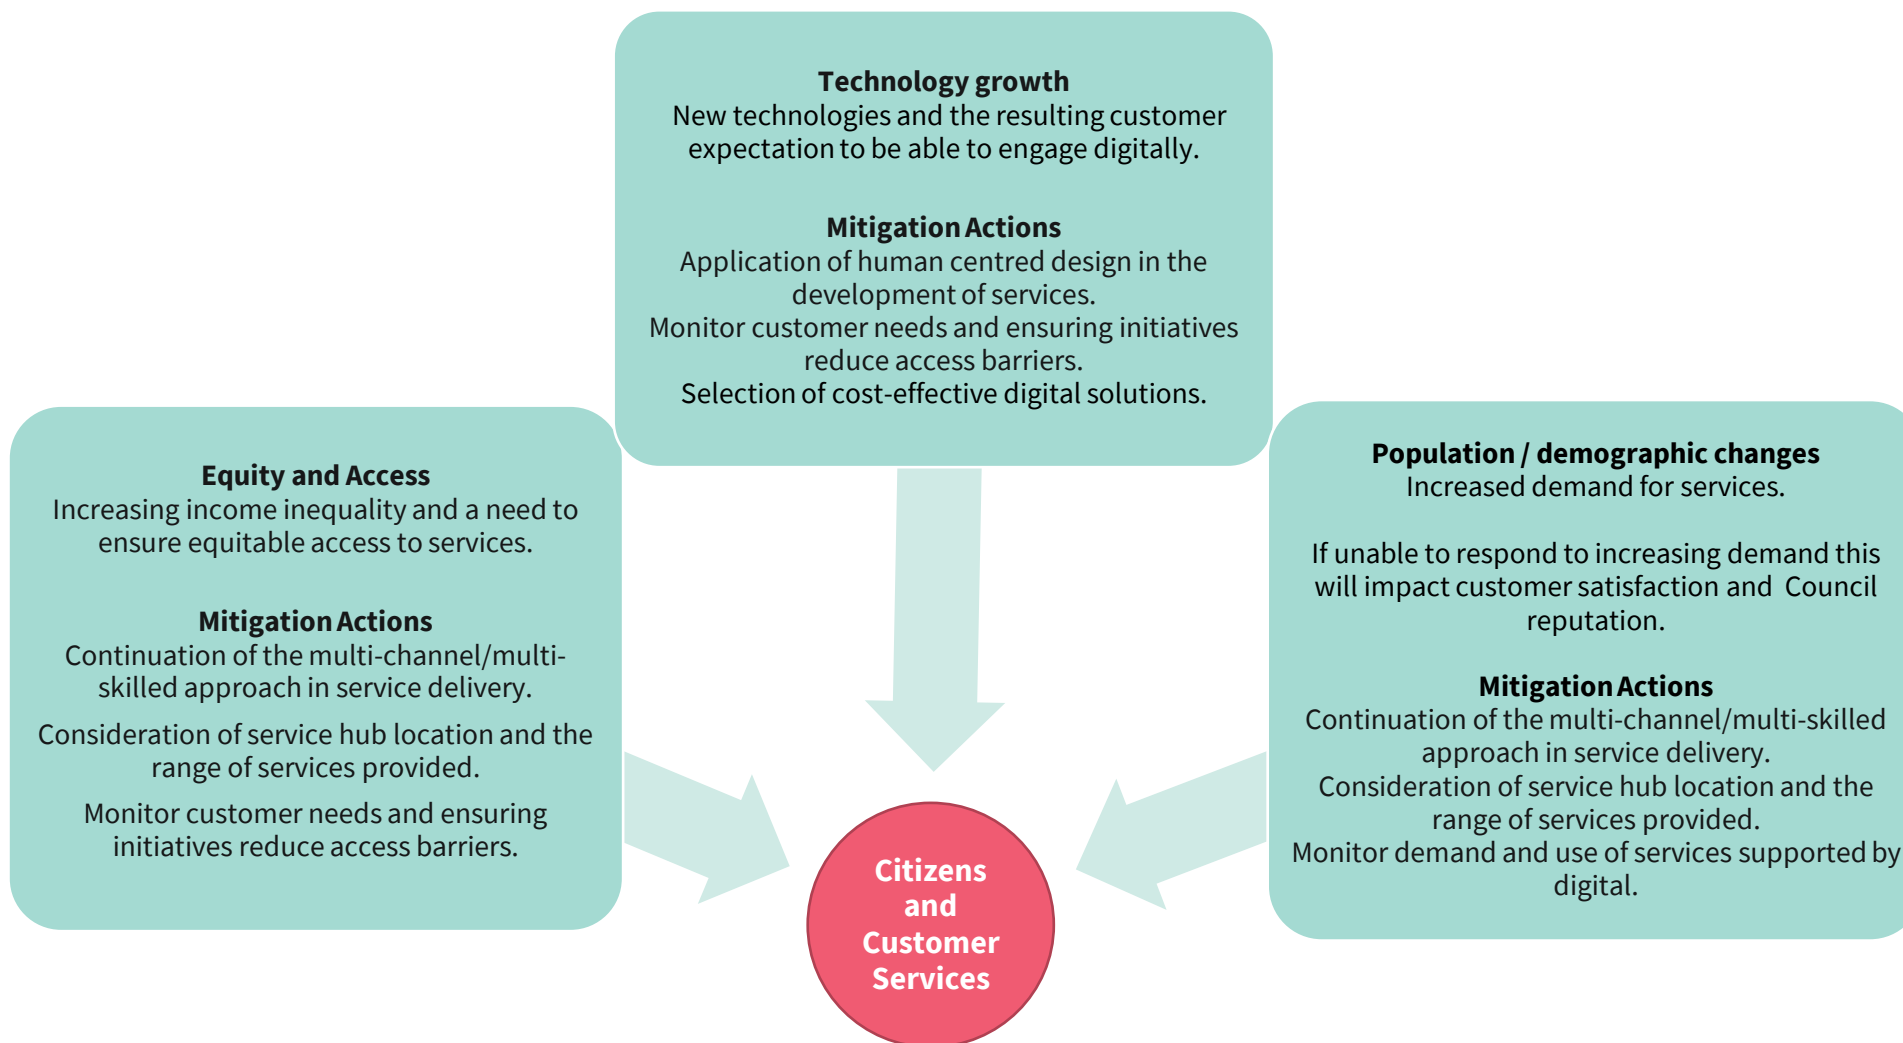 Technology growth
New technologies and the resulting customer
expectation to be able to engage digitally.
Mitigation Actions
Application of human centred design in the
development of services.
Monitor customer needs and ensuring initiatives
reduce access barriers.
Selection of cost-effective digital solutions.
Equity and Access
Increasing income inequality and a need to
ensure equitable access to services.
Mitigation Actions
Continuation of the multi-channel/multi-
skilled approach in service delivery.
Consideration of service hub location and the
range of services provided.
Monitor customer needs and ensuring
initiatives reduce access barriers.
Population / demographic changes
Increased demand for services.
If unable to respond to increasing demand this
will impact customer satisfaction and Council
reputation.
Mitigation Actions
Continuation of the multi-channel/multi-skilled
approach in service delivery.
Consideration of service hub location and the
range of services provided.
Monitor demand and use of services supported by
digital.
Citizens
and
Customer
Services